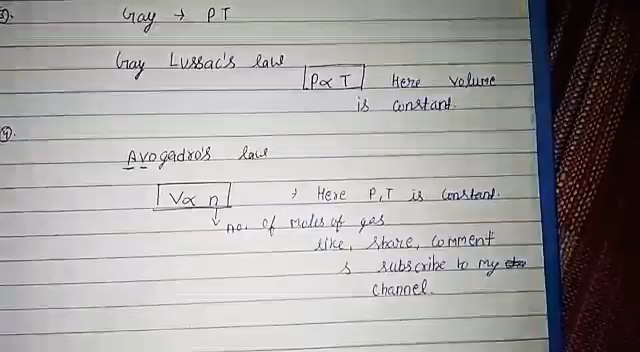 3).
Gay → PT
Gay Lussac's law
P∝ T Here volume
is constant.
4).
Avogadro's law
V∝ n → Here P,T is constant.
no. of moles of gas
like, share, comment
& subscribe to my
channel.